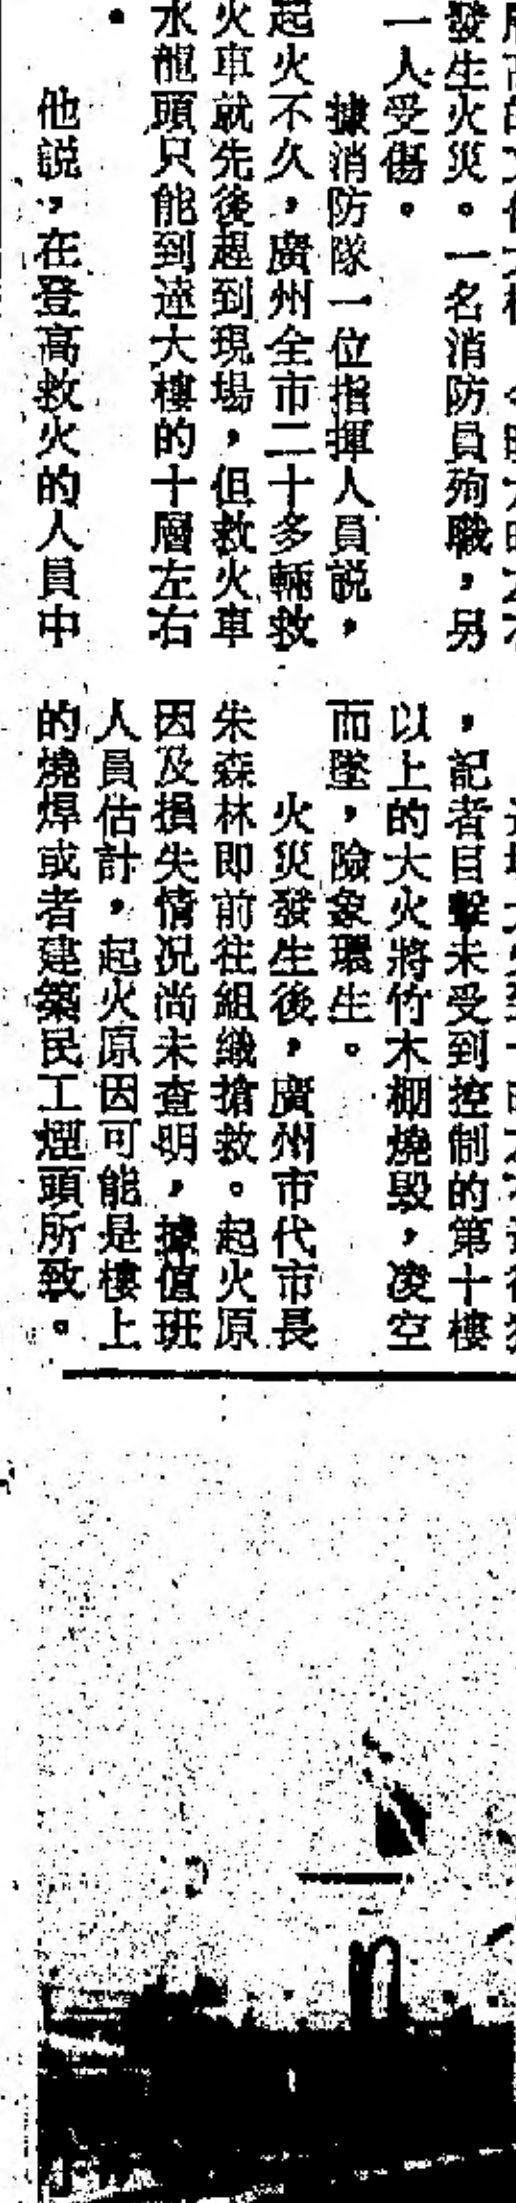 發生火災。一名消防員殉職,另
一人受傷。
據消防隊一位指揮人員説,
起火不久,廣州全市二十多輛救
火車就先後趕到現場,但救火車
水龍頭只能到達大樓的十層左右
。
他説,在登高救火的人員中
,記者目擊未受到控制的第十樓
以上的大火將竹木棚燒毀,凌空
而墜,險象環生。
火災發生後,廣州市代市長
朱森林即前往組織搶救。起火原
因及損失情况尚未查明,據值班
人員估計,起火原因可能是樓上
的燒焊或者建築民工煙頭所致。